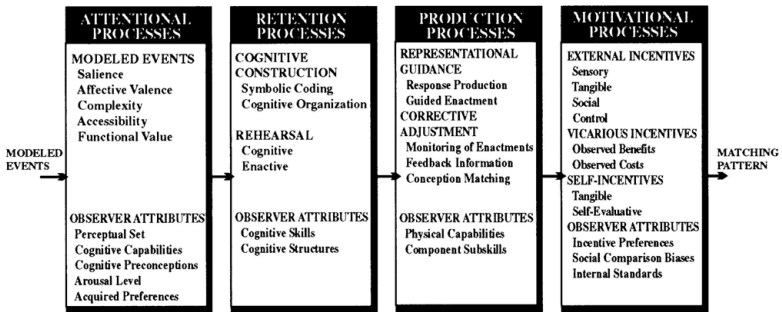 MODELED
EVENTS
ATTENTIONAL
PROCESSES
MODELED EVENTS
Salience
Affective Valence
Complexity
Accessibility
Functional Value
OBSERVER ATTRIBUTES
Perceptual Set
Cognitive Capabilities
Cognitive Preconceptions
Arousal Level
Acquired Preferences
RETENTION
PROCESSES
COGNITIVE
CONSTRUCTION
Symbolic Coding
Cognitive Organization
REHEARSAL
Cognitive
Enactive
OBSERVER ATTRIBUTES
Cognitive Skills
Cognitive Structures
PRODUCTION
PROCESSES
REPRESENTATIONAL
GUIDANCE
Response Production
Guided Enactment
CORRECTIVE
ADJUSTMENT
Monitoring of Enactments
Feedback Information
Conception Matching
OBSERVER ATTRIBUTES
Physical Capabilities
Component Subskills
MOTIVATIONAL
PROCESSES
EXTERNAL INCENTIVES
Sensory
Tangible
Social
Control
VICARIOUS INCENTIVES
Observed Benefits
Observed Costs
SELF-INCENTIVES
Tangible
Self-Evaluative
OBSERVER ATTRIBUTES
Incentive Preferences
Social Comparison Biases
Internal Standards
MATCHING
PATTERN